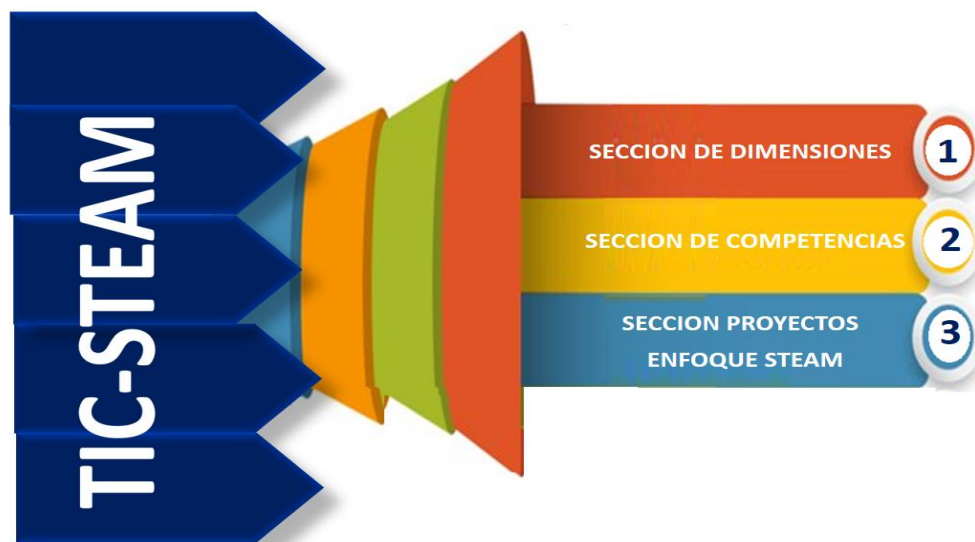 TIC-STEAM
SECCION DE DIMENSIONES
1
SECCION DE COMPETENCIAS
2
SECCION PROYECTOS
ENFOQUE STEAM
3